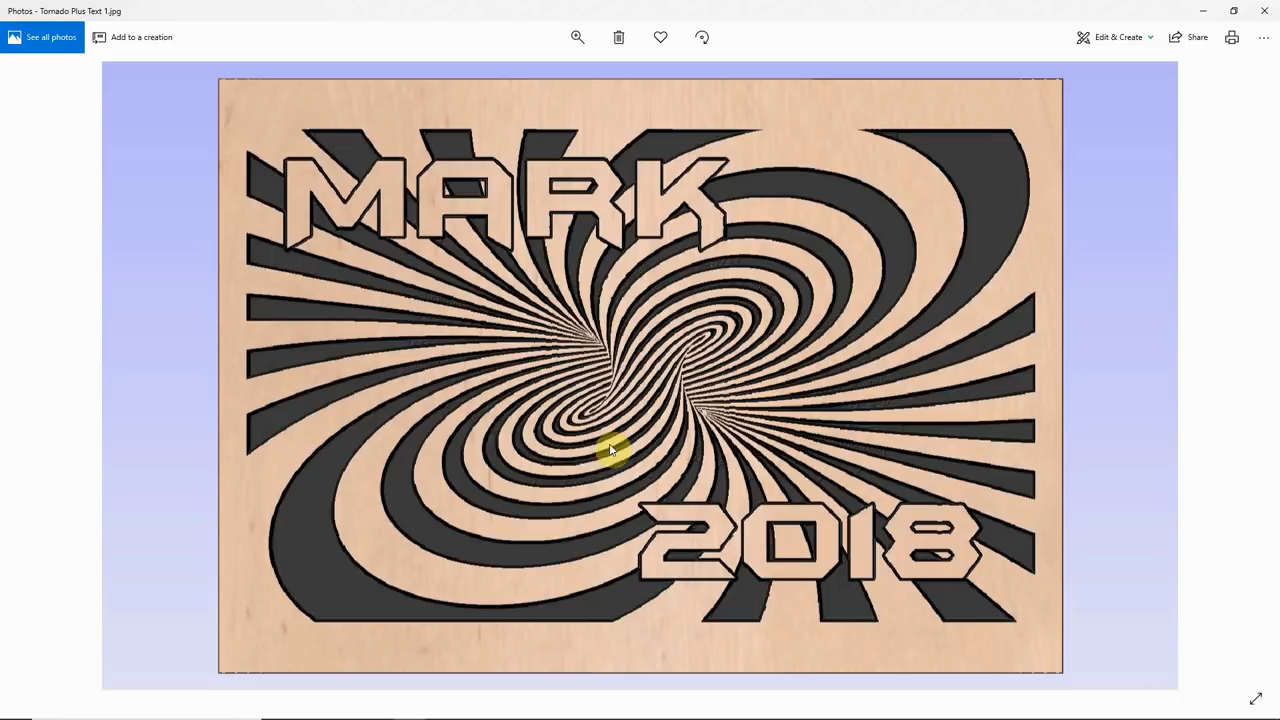 Photos - Tornado Plus Text 1.jpg
See all photos
Add to a creation
Edit & Create
Share
MARK
2018